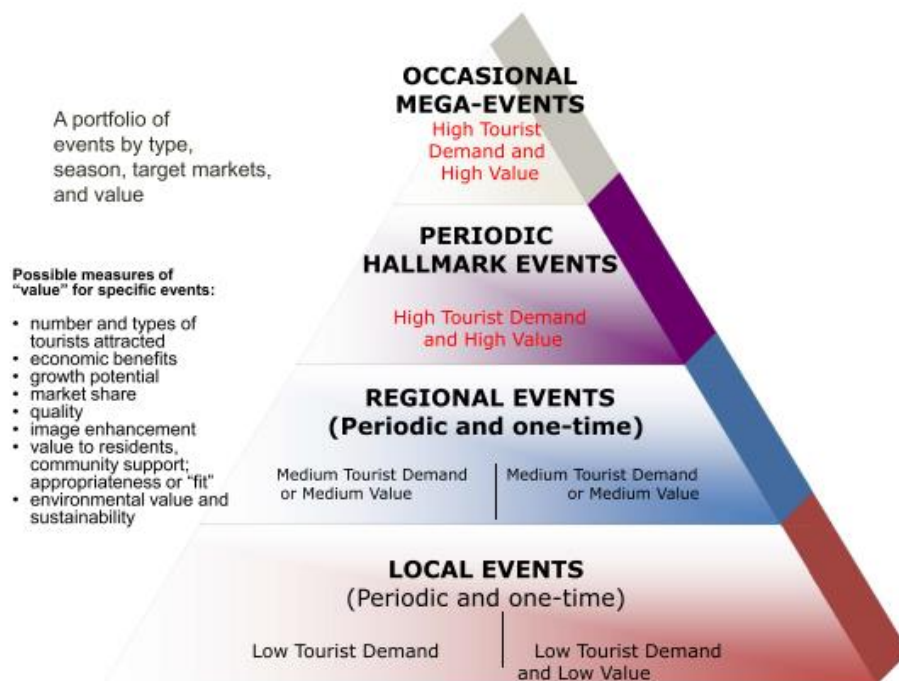 OCCASIONAL
MEGA-EVENTS
High Tourist
Demand and
High Value
A portfolio of
events by type,
season, target markets,
and value
PERIODIC
HALLMARK EVENTS
High Tourist Demand
and High Value
Possible measures of
“value” for specific events:
• number and types of
tourists attracted
• economic benefits
• growth potential
• market share
• quality
• image enhancement
• value to residents,
community support;
appropriateness or “fit”
• environmental value and
sustainability
REGIONAL EVENTS
(Periodic and one-time)
Medium Tourist Demand
or Medium Value
Medium Tourist Demand
or Medium Value
LOCAL EVENTS
(Periodic and one-time)
Low Tourist Demand
Low Tourist Demand
and Low Value